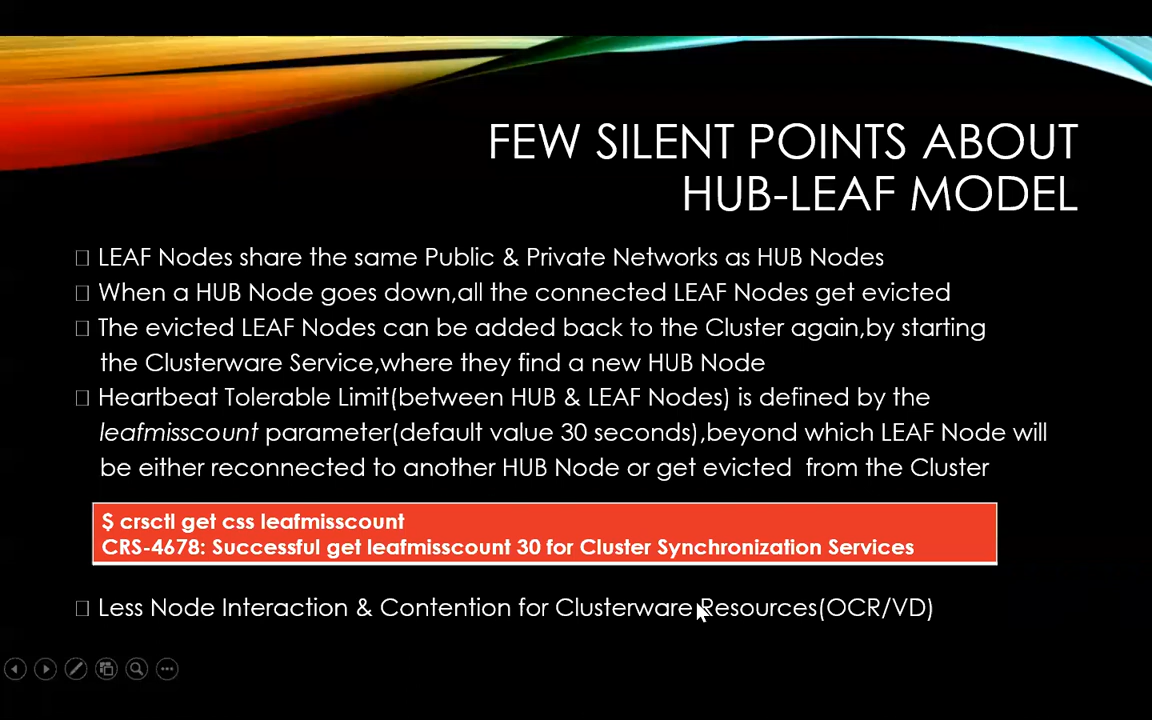 FEW SILENT POINTS ABOUT
HUB-LEAF MODEL
LEAF Nodes share the same Public & Private Networks as HUB Nodes
When a HUB Node goes down,all the connected LEAF Nodes get evicted
The evicted LEAF Nodes can be added back to the Cluster again,by starting
the Clusterware Service,where they find a new HUB Node
Heartbeat Tolerable Limit(between HUB & LEAF Nodes) is defined by the
leafmisscount parameter(default value 30 seconds),beyond which LEAF Node will
be either reconnected to another HUB Node or get evicted from the Cluster
$ crsctl get css leafmisscount
CRS-4678: Successful get leafmisscount 30 for Cluster Synchronization Services
Less Node Interaction & Contention for Clusterware Resources(OCR/VD)